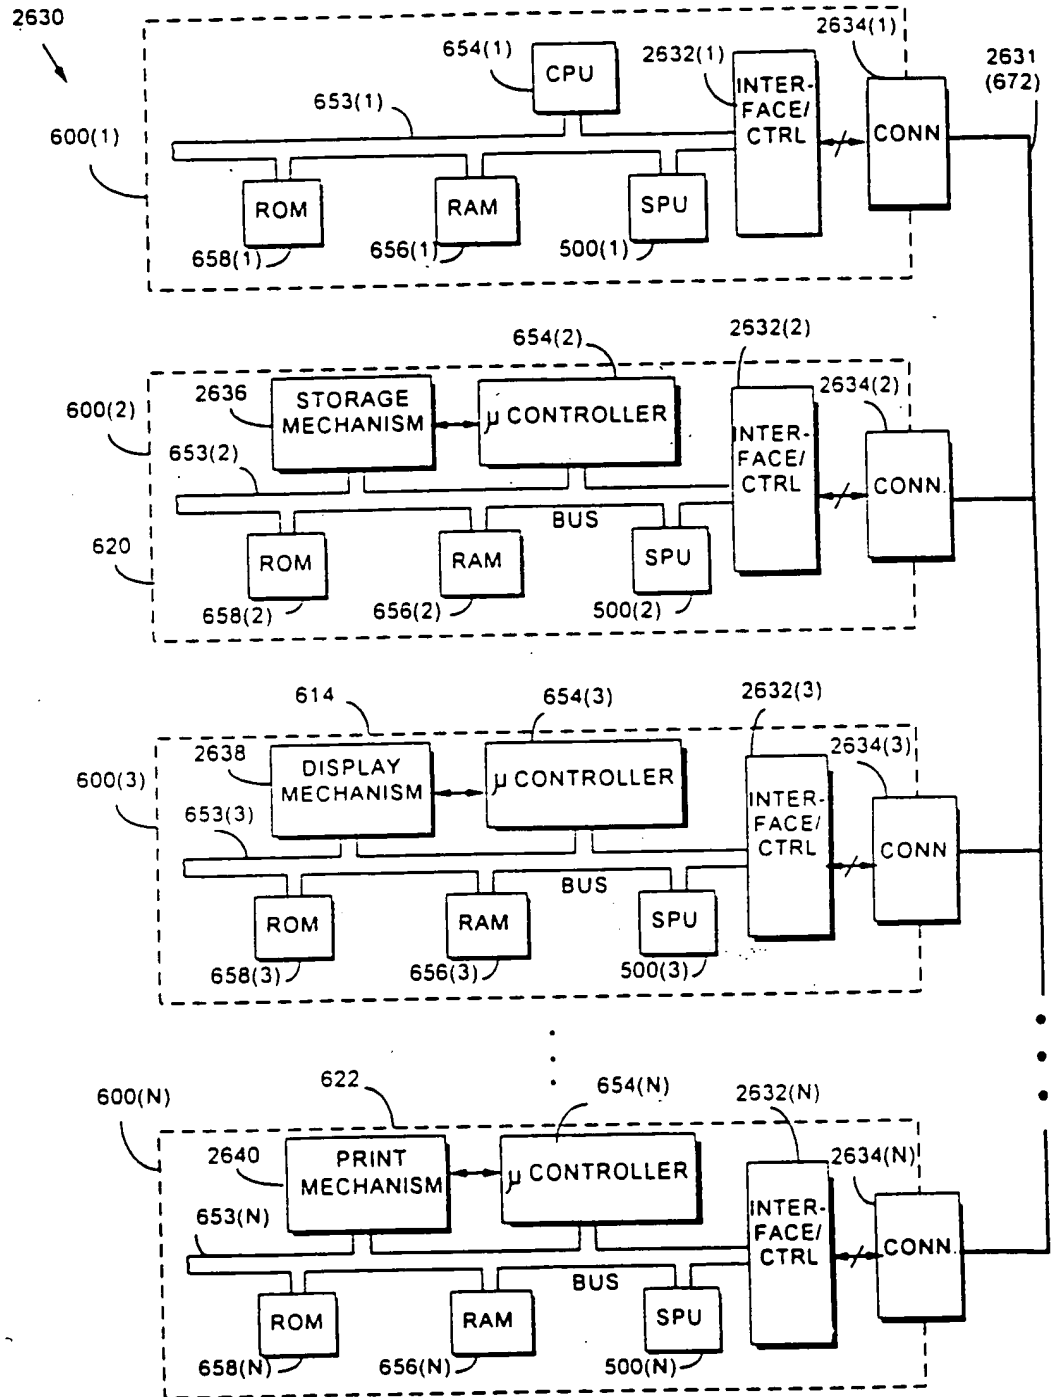 2630
2634(1)
654(1)
2632(1)
2631
(672)
CPU
INTER-
FACE/
CTRL
653(1)
600(1)
CONN
ROM
RAM
SPU
658(1)
656(1)
500(1)
654(2)
2632(2)
2634(2)
2636
STORAGE
MECHANISM
μ CONTROLLER
600(2)
INTER-
FACE/
CTRL
653(2)
CONN.
BUS
620
ROM
RAM
SPU
658(2)
656(2)
500(2)
614
654(3)
2632(3)
2634(3)
2638
DISPLAY
MECHANISM
μ CONTROLLER
600(3)
INTER-
FACE/
CTRL
653(3)
CONN
BUS
ROM
RAM
SPU
658(3)
656(3)
500(3)
622
654(N)
2632(N)
600(N)
2634(N)
2640
PRINT
MECHANISM
μ CONTROLLER
INTER-
FACE/
CTRL
653(N)
CONN.
BUS
ROM
RAM
SPU
658(N)
656(N)
500(N)